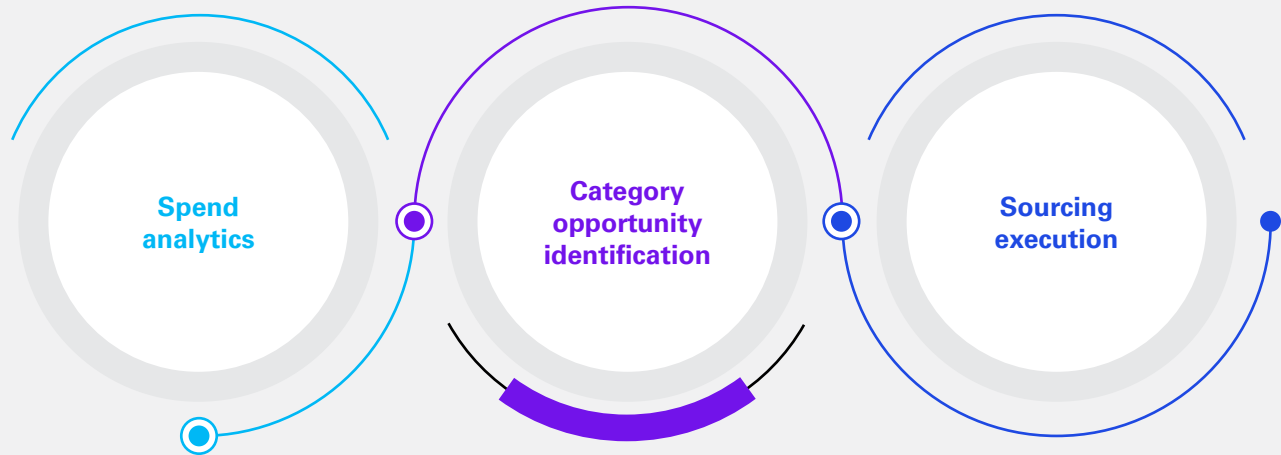 Spend
analytics
Category
opportunity
identification
Sourcing
execution